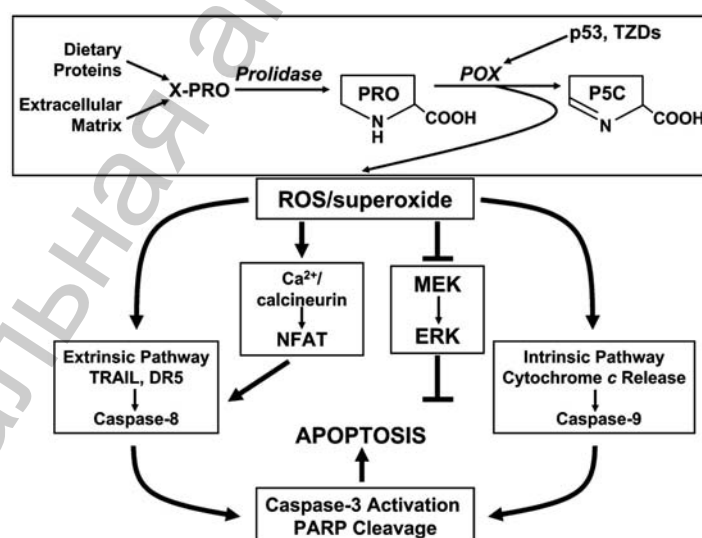 p53, TZDs
Dietary
Proteins
X-PRO
Prolidase
PRO
POX
P5C
Extracellular
Matrix
N
H
COOH
N
COOH
ROS/superoxide
Ca²⁺/
calcineurin
NFAT
MEK
ERK
Extrinsic Pathway
TRAIL, DR5
Caspase-8
Intrinsic Pathway
Cytochrome c Release
Caspase-9
APOPTOSIS
Caspase-3 Activation
PARP Cleavage